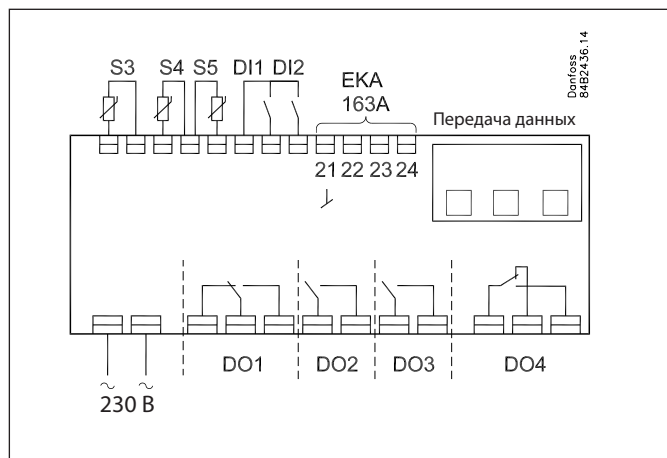 Danfoss
84B2436.14
S3 S4 S5 DI1 DI2
EKA
163A
Передача данных
21 22 23 24
DO1 DO2 DO3 DO4
230 В